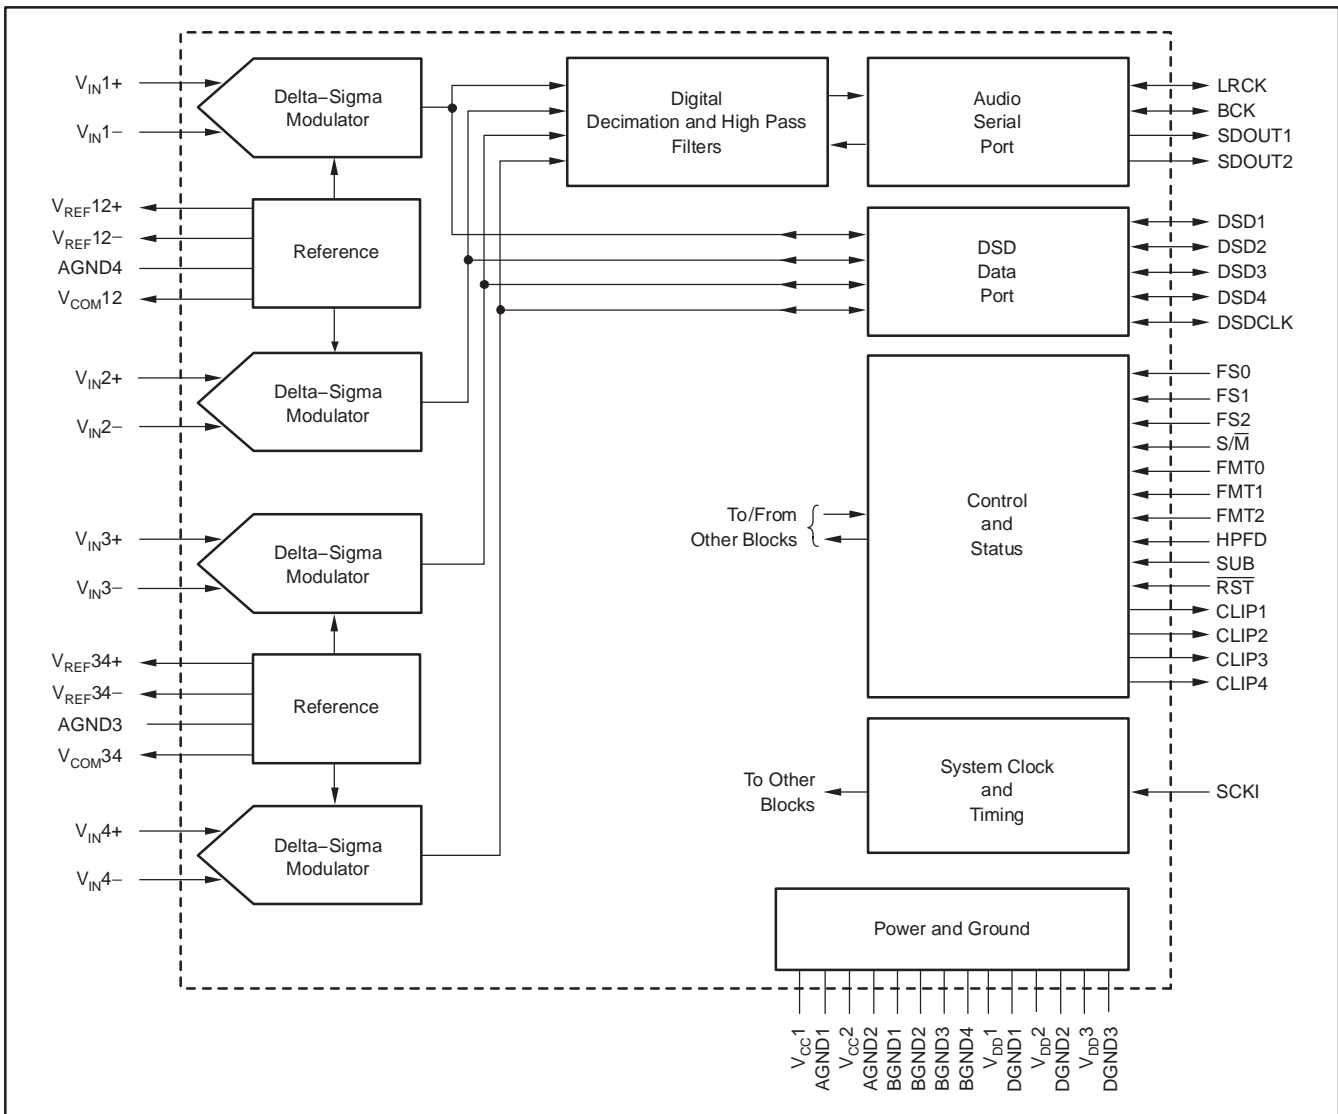 V_IN1+
V_IN1−
Delta−Sigma
Modulator
V_REF12+
V_REF12−
AGND4
V_COM12
Reference
V_IN2+
V_IN2−
Delta−Sigma
Modulator
V_IN3+
V_IN3−
Delta−Sigma
Modulator
V_REF34+
V_REF34−
AGND3
V_COM34
Reference
V_IN4+
V_IN4−
Delta−Sigma
Modulator
Digital
Decimation and High Pass
Filters
Audio
Serial
Port
LRCK
BCK
SDOUT1
SDOUT2
DSD
Data
Port
DSD1
DSD2
DSD3
DSD4
DSDCLK
To/From
Other Blocks
Control
and
Status
FS0
FS1
FS2
S/M̅
FMT0
FMT1
FMT2
HPFD
SUB
R̅S̅T̅
CLIP1
CLIP2
CLIP3
CLIP4
To Other
Blocks
System Clock
and
Timing
SCKI
Power and Ground
V_CC1
AGND1
V_CC2
AGND2
BGND1
BGND2
BGND3
BGND4
V_DD1
DGND1
V_DD2
DGND2
V_DD3
DGND3